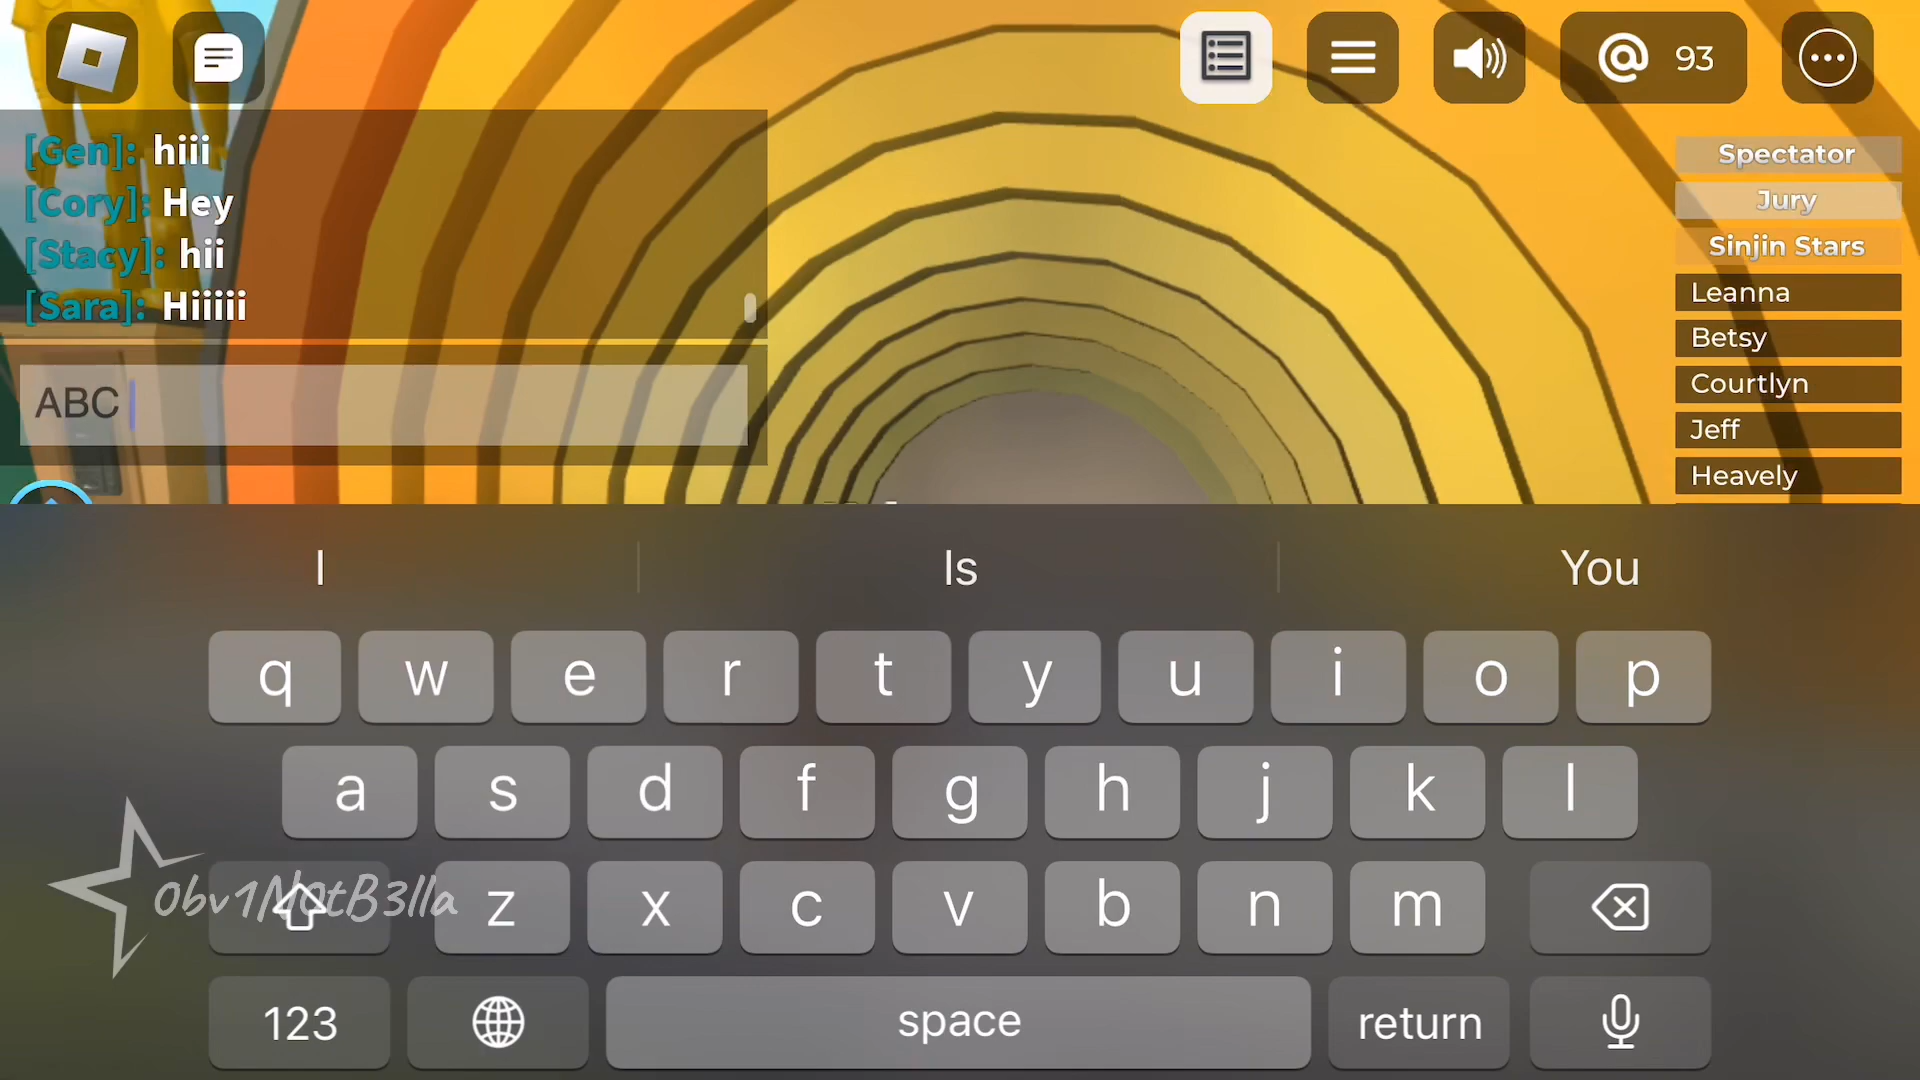 93
[Gen]: hiii
[Cory]: Hey
[Stacy]: hii
[Sara]: Hiiiii
ABC
Spectator
Jury
Sinjin Stars
Leanna
Betsy
Courtlyn
Jeff
Heavely
I Is You
q w e r t y u i o p
a s d f g h j k l
z x c v b n m
0bv1N0tB3lla
123 space return